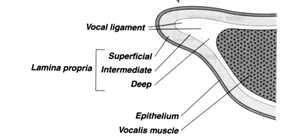 Vocal ligament
Superficial
Lamina propria
Intermediate
Deep
Epithelium
Vocalis muscle